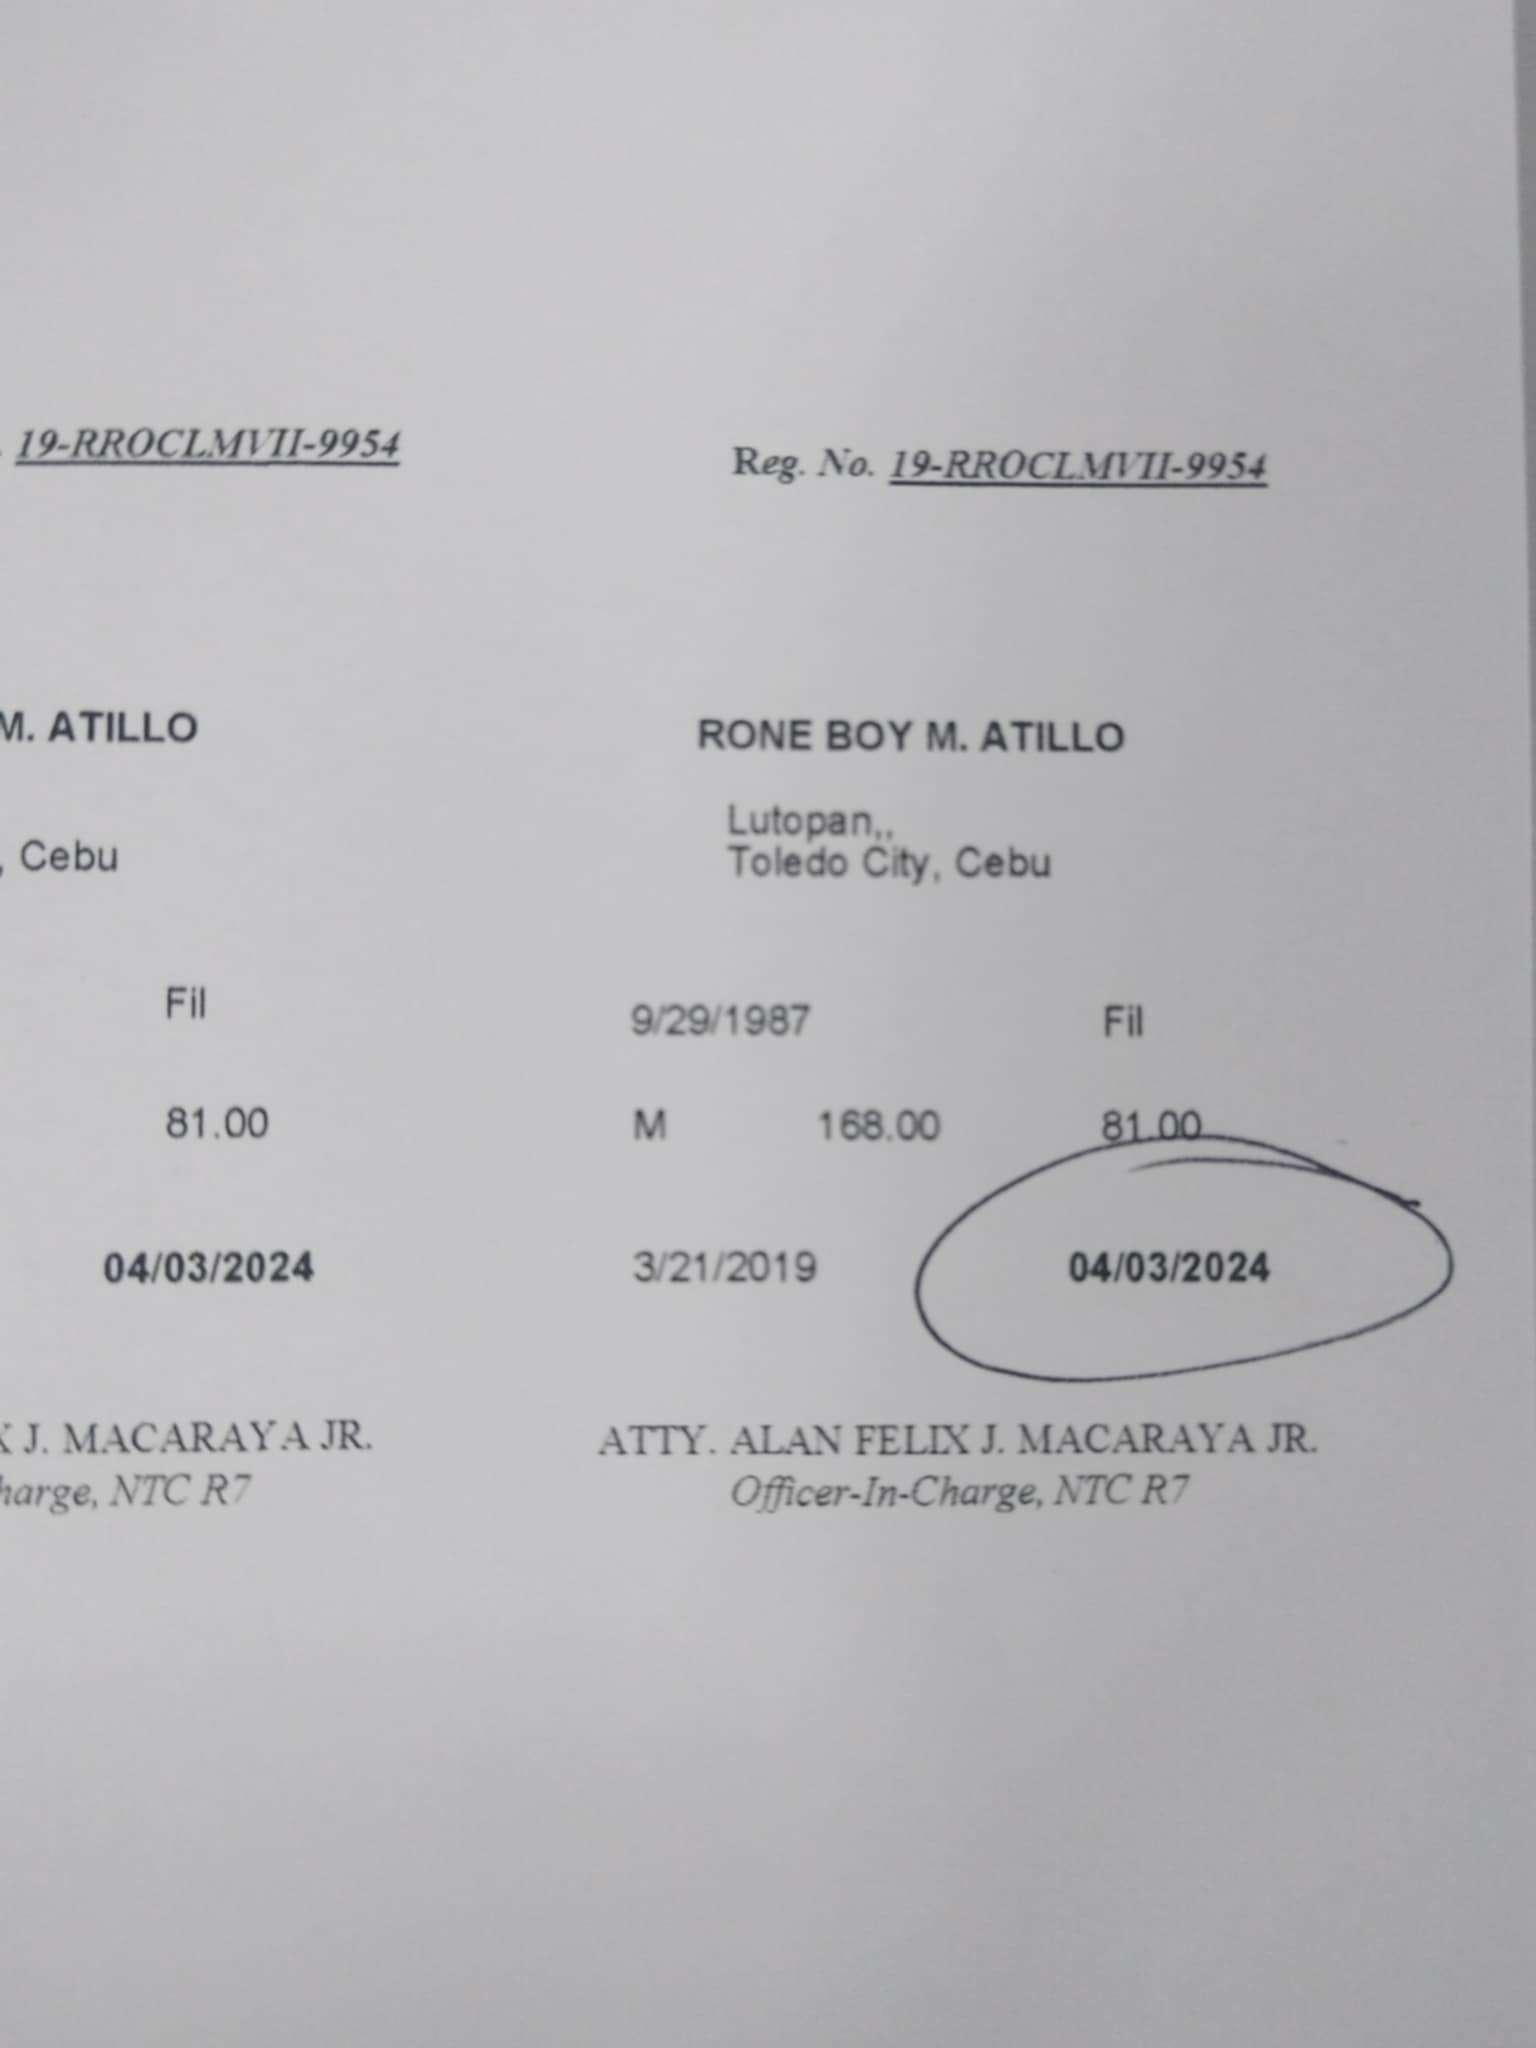 . 19-RROCLMVII-9954
Reg. No. 19-RROCLMVII-9954
M. ATILLO
RONE BOY M. ATILLO
Lutopan,,
, Cebu
Toledo City, Cebu
Fil
9/29/1987 Fil
81.00
M 168.00 81.00
04/03/2024
3/21/2019 04/03/2024
X J. MACARAYA JR.
ATTY. ALAN FELIX J. MACARAYA JR.
harge, NTC R7
Officer-In-Charge, NTC R7